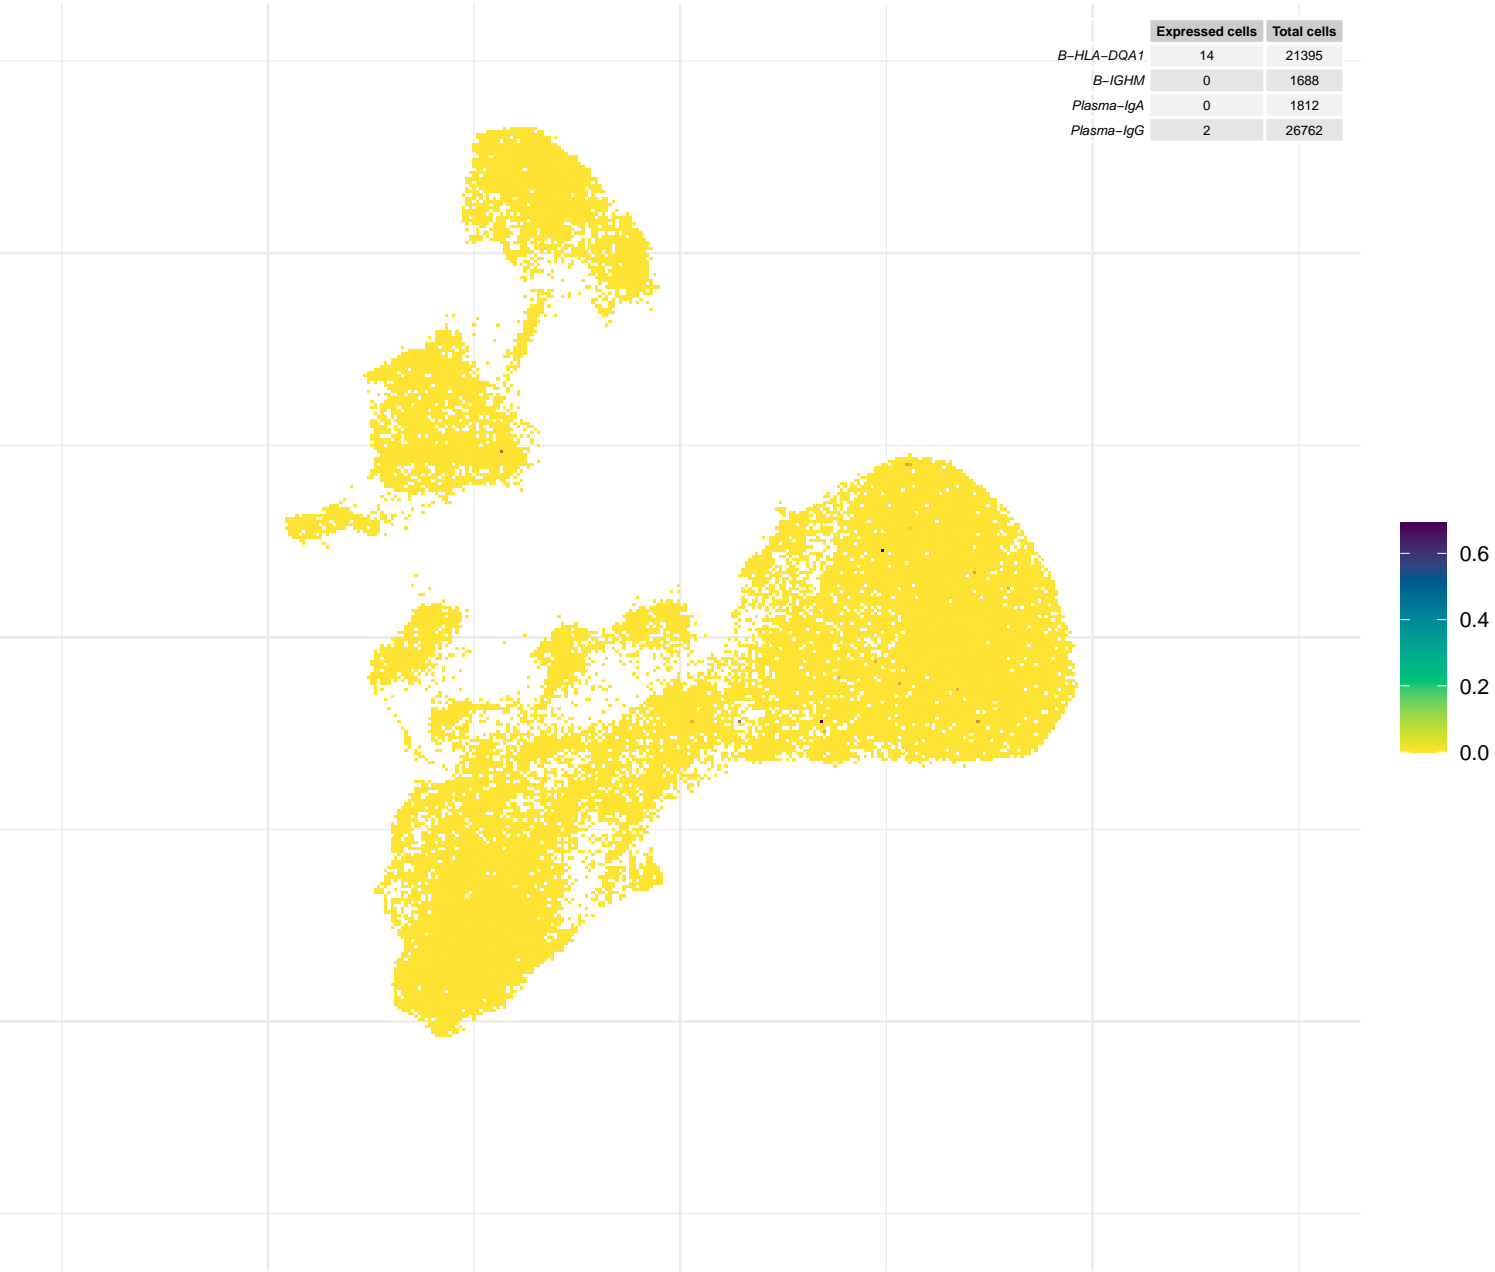 Expressed cells Total cells
B−HLA−DQA1 14 21395
B−IGHM 0 1688
Plasma−IgA 0 1812
Plasma−IgG 2 26762
0.6
0.4
0.2
0.0